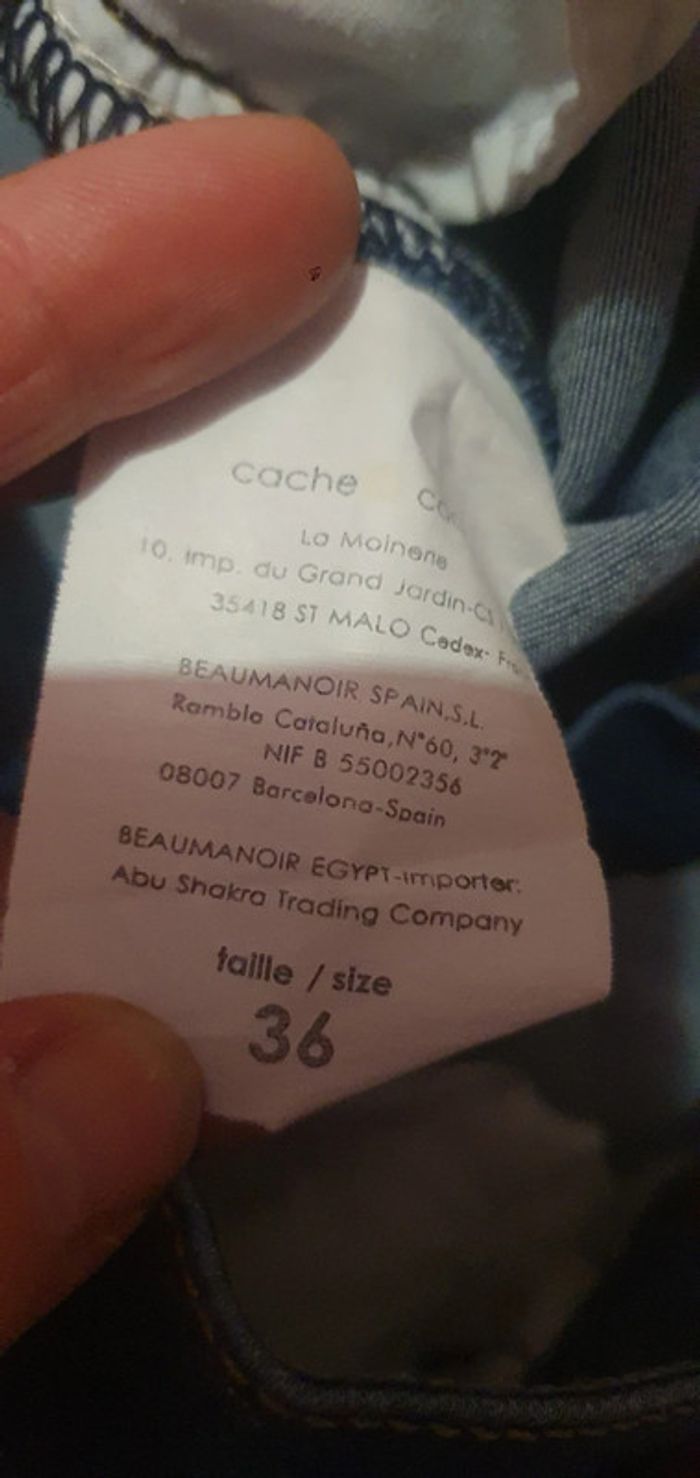 cache
La Moinerie
10, imp. du Grand Jardin-CS
35418 ST MALO Cedex-
BEAUMANOIR SPAIN,S.L.
Rambla Cataluña,N°60, 3°2ª
NIF B 55002356
08007 Barcelona-Spain
BEAUMANOIR EGYPT-importer:
Abu Shakra Trading Company
taille / size
36